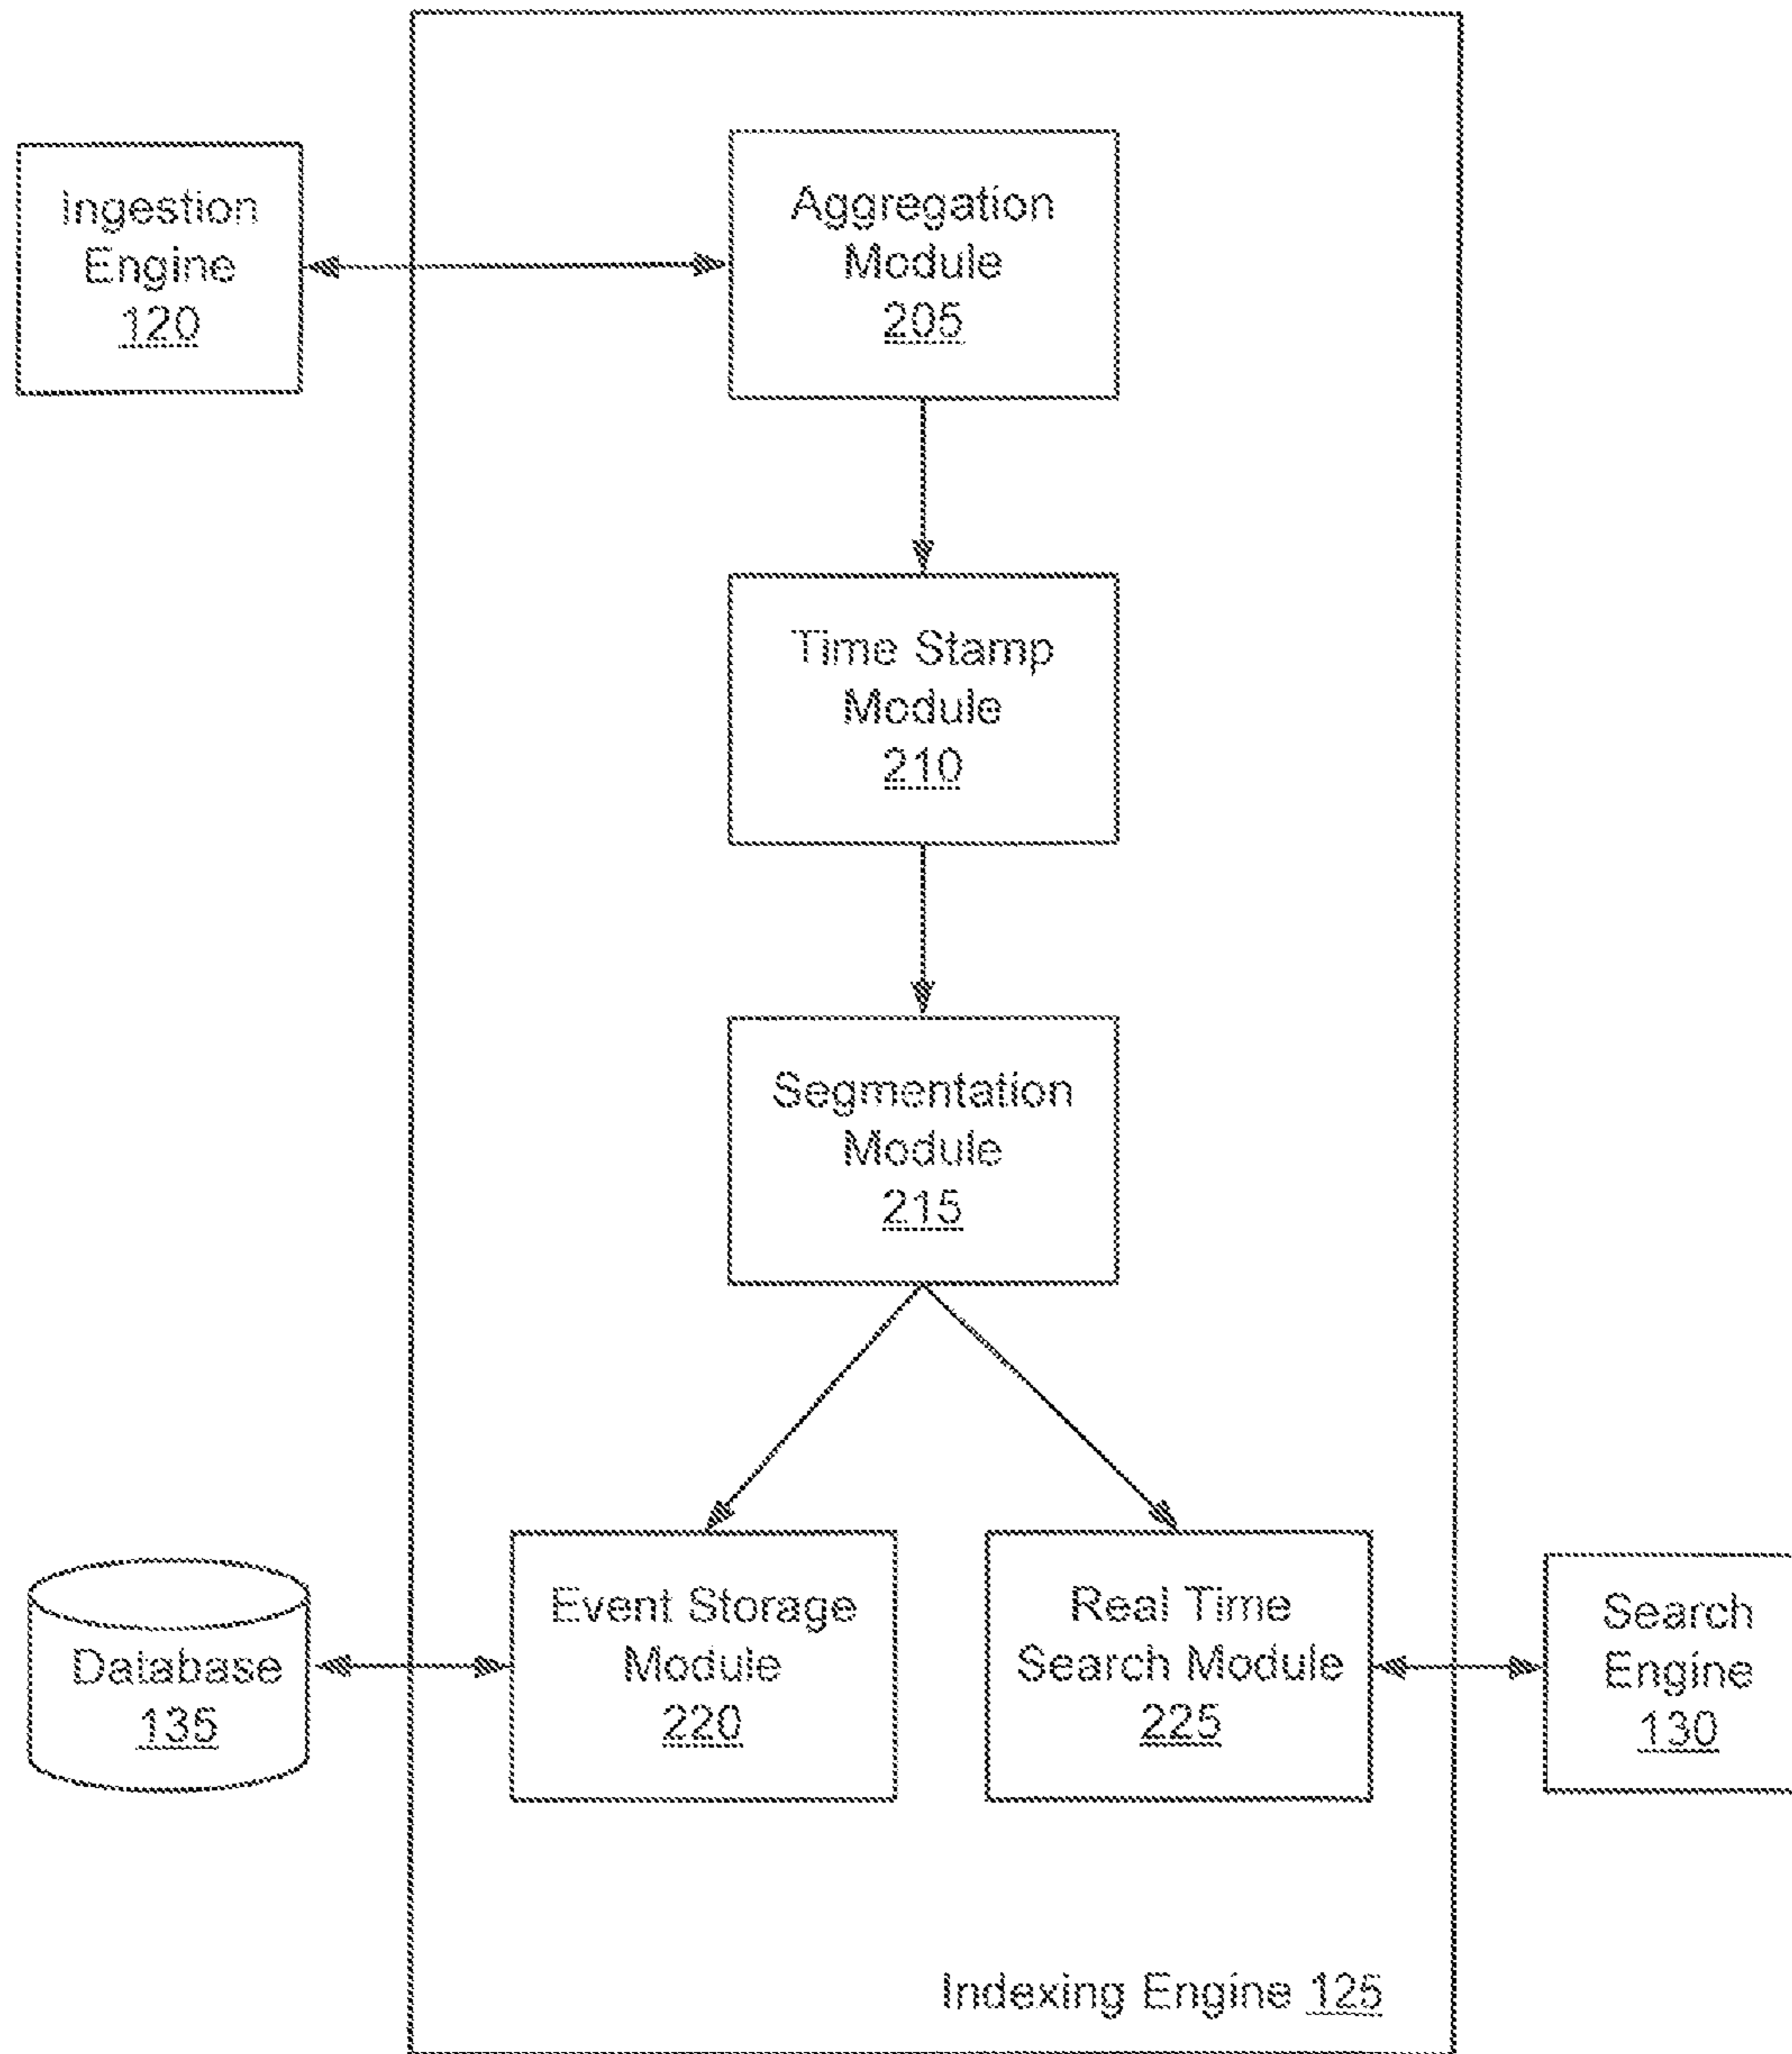 Ingestion
Engine
120
Aggregation
Module
205
Time Stamp
Module
210
Segmentation
Module
215
Database
135
Event Storage
Module
220
Real Time
Search Module
225
Search
Engine
130
Indexing Engine 125